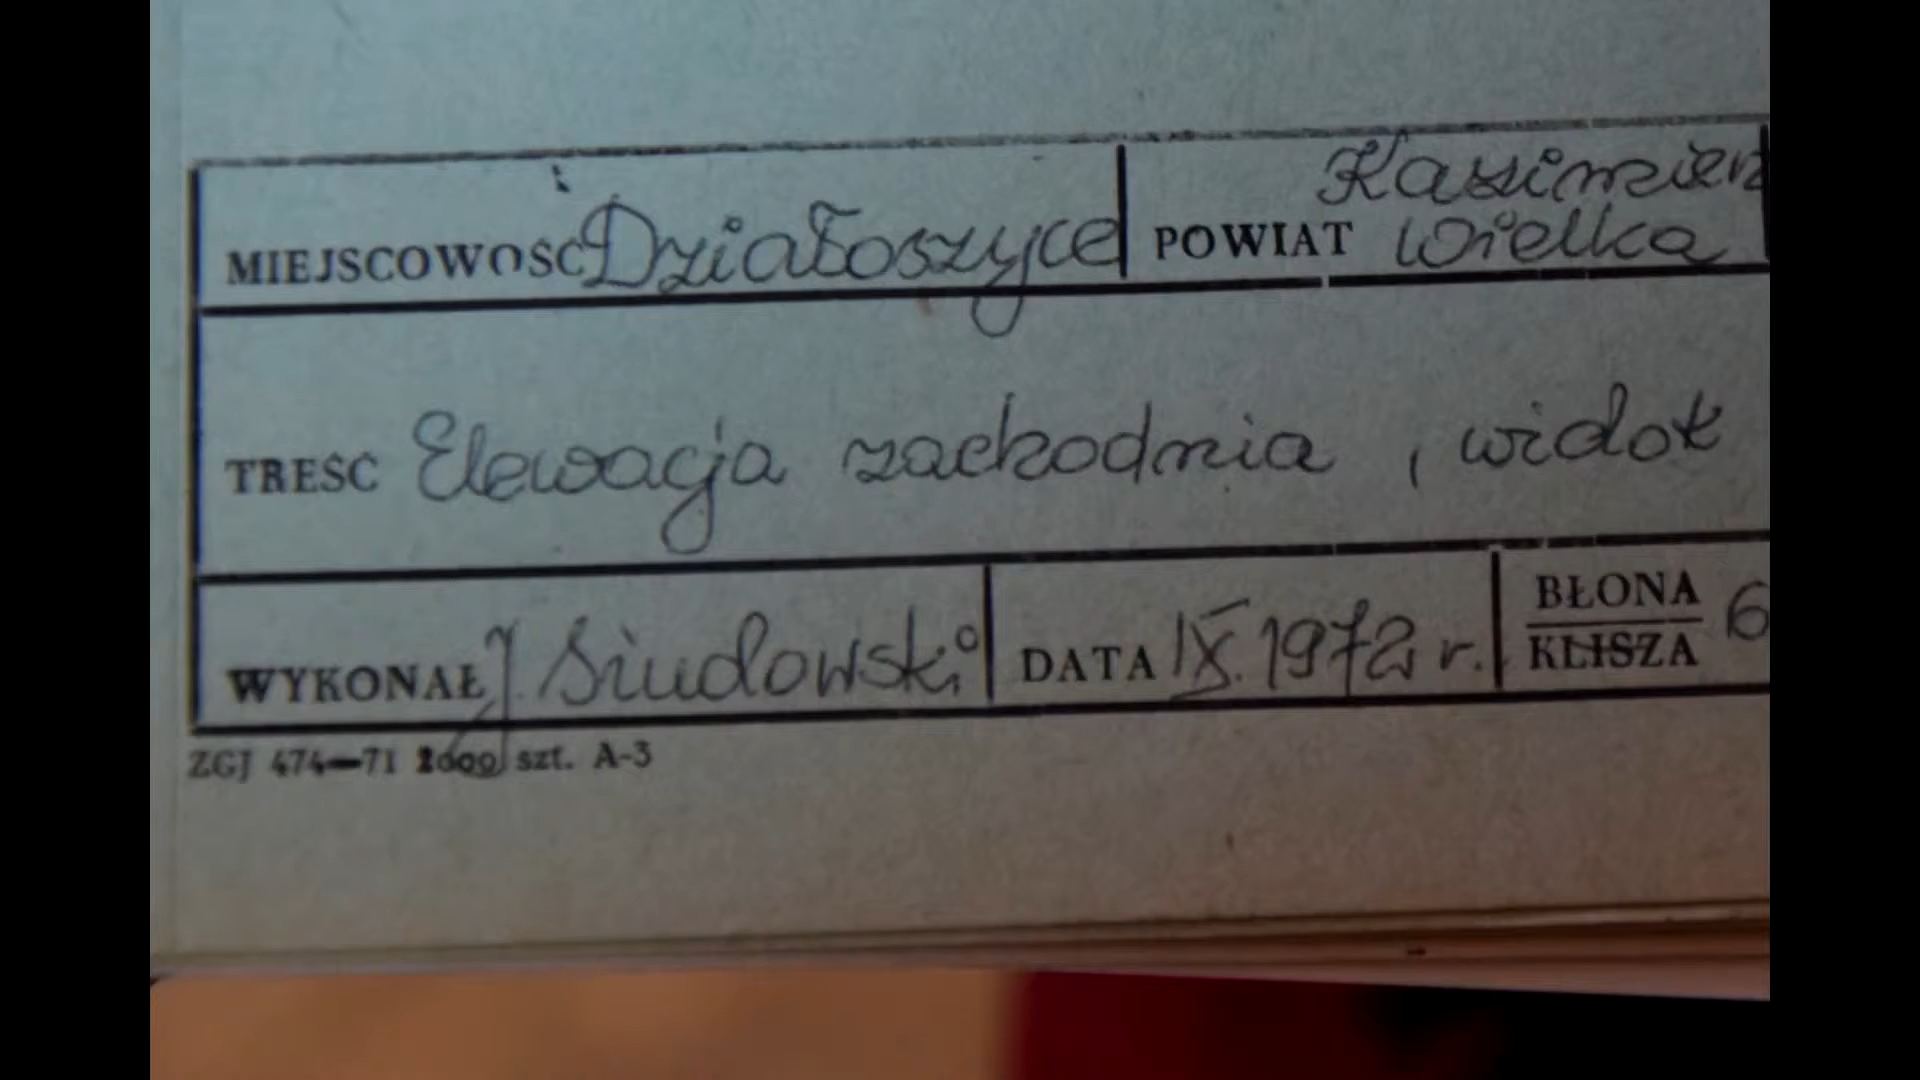 Kazimierz
MIEJSCOWOSC Działoszyce POWIAT Wielka
TRESC Elewacja zachodnia, widok
BŁONA
WYKONAŁ J. Siudowski DATA IX. 1972 r. KLISZA 6
ZGJ 474—71 2000 szt. A-3